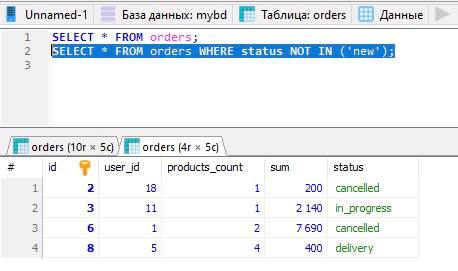 Unnamed-1 База данных: mybd Таблица: orders Данные
1 SELECT * FROM orders;
2 SELECT * FROM orders WHERE status NOT IN ('new');
3
orders (10r × 5c) orders (4r × 5c)
# id user_id products_count sum status
1 2 18 1 200 cancelled
2 3 11 1 2 140 in_progress
3 6 1 2 7 690 cancelled
4 8 5 4 400 delivery